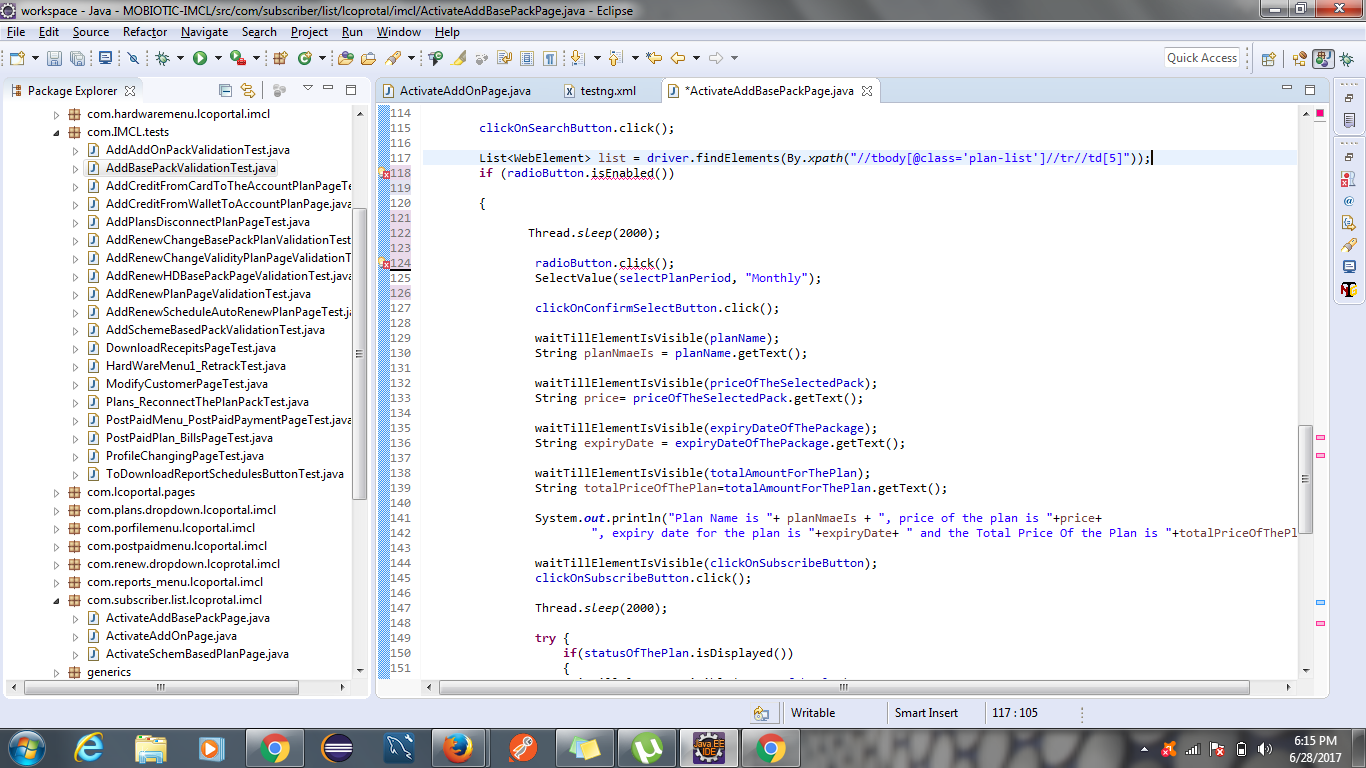 workspace - Java - MOBIOTIC-IMCL/src/com/subscriber/list/lcoprotal/imcl/ActivateAddBasePackPage.java - Eclipse
File Edit Source Refactor Navigate Search Project Run Window Help
Quick Access
Package Explorer
com.hardwaremenu.lcoportal.imcl
com.IMCL.tests
AddAddOnPackValidationTest.java
AddBasePackValidationTest.java
AddCreditFromCardToTheAccountPlanPageTe
AddCreditFromWalletToAccountPlanPage.java
AddPlansDisconnectPlanPageTest.java
AddRenewChangeBasePackPlanValidationTest
AddRenewChangeValidityPlanPageValidationT
AddRenewHDBasePackPageValidationTest.java
AddRenewPlanPageValidationTest.java
AddRenewScheduleAutoRenewPlanPageTest.java
AddSchemeBasedPackValidationTest.java
DownloadRecepitsPageTest.java
HardWareMenu1_RetrackTest.java
ModifyCustomerPageTest.java
Plans_ReconnectThePlanPackTest.java
PostPaidMenu_PostPaidPaymentPageTest.java
PostPaidPlan_BillsPageTest.java
ProfileChangingPageTest.java
ToDownloadReportSchedulesButtonTest.java
com.lcoportal.pages
com.plans.dropdown.lcoportal.imcl
com.porfilemenu.lcoportal.imcl
com.postpaidmenu.lcoportal.imcl
com.renew.dropdown.lcoprotal.imcl
com.reports_menu.lcoportal.imcl
com.subscriber.list.lcoprotal.imcl
ActivateAddBasePackPage.java
ActivateAddOnPage.java
ActivateSchemBasedPlanPage.java
generics
ActivateAddOnPage.java testng.xml *ActivateAddBasePackPage.java
114
115 clickOnSearchButton.click();
116
117 List<WebElement> list = driver.findElements(By.xpath("//tbody[@class='plan-list']//tr//td[5]"));
118 if (radioButton.isEnabled())
119
120 {
121
122 Thread.sleep(2000);
123
124 radioButton.click();
125 SelectValue(selectPlanPeriod, "Monthly");
126
127 clickOnConfirmSelectButton.click();
128
129 waitTillElementIsVisible(planName);
130 String planNmaeIs = planName.getText();
131
132 waitTillElementIsVisible(priceOfTheSelectedPack);
133 String price= priceOfTheSelectedPack.getText();
134
135 waitTillElementIsVisible(expiryDateOfThePackage);
136 String expiryDate = expiryDateOfThePackage.getText();
137
138 waitTillElementIsVisible(totalAmountForThePlan);
139 String totalPriceOfThePlan=totalAmountForThePlan.getText();
140
141 System.out.println("Plan Name is "+ planNmaeIs + ", price of the plan is "+price+
142 ", expiry date for the plan is "+expiryDate+ " and the Total Price Of the Plan is "+totalPriceOfThePl
143
144 waitTillElementIsVisible(clickOnSubscribeButton);
145 clickOnSubscribeButton.click();
146
147 Thread.sleep(2000);
148
149 try {
150 if(statusOfThePlan.isDisplayed())
151 {
Writable Smart Insert 117 : 105
Java EE
IDE
6:15 PM
6/28/2017